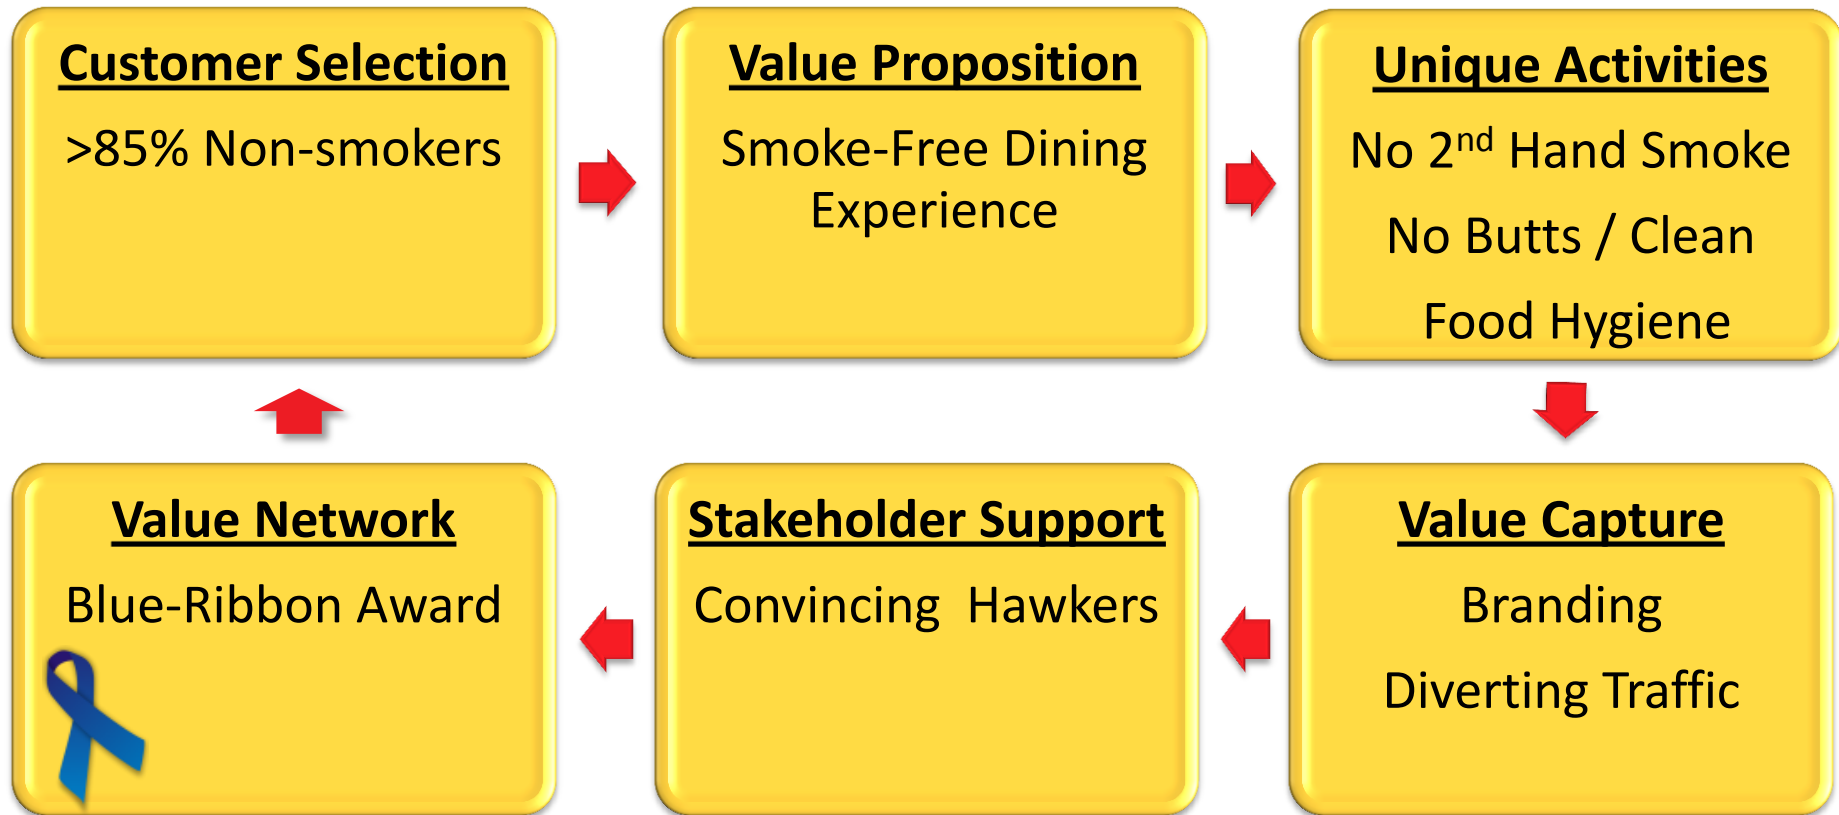 Customer Selection
>85% Non-smokers
Value Proposition
Smoke-Free Dining
Experience
Unique Activities
No 2nd Hand Smoke
No Butts / Clean
Food Hygiene
Value Network
Blue-Ribbon Award
Stakeholder Support
Convincing Hawkers
Value Capture
Branding
Diverting Traffic